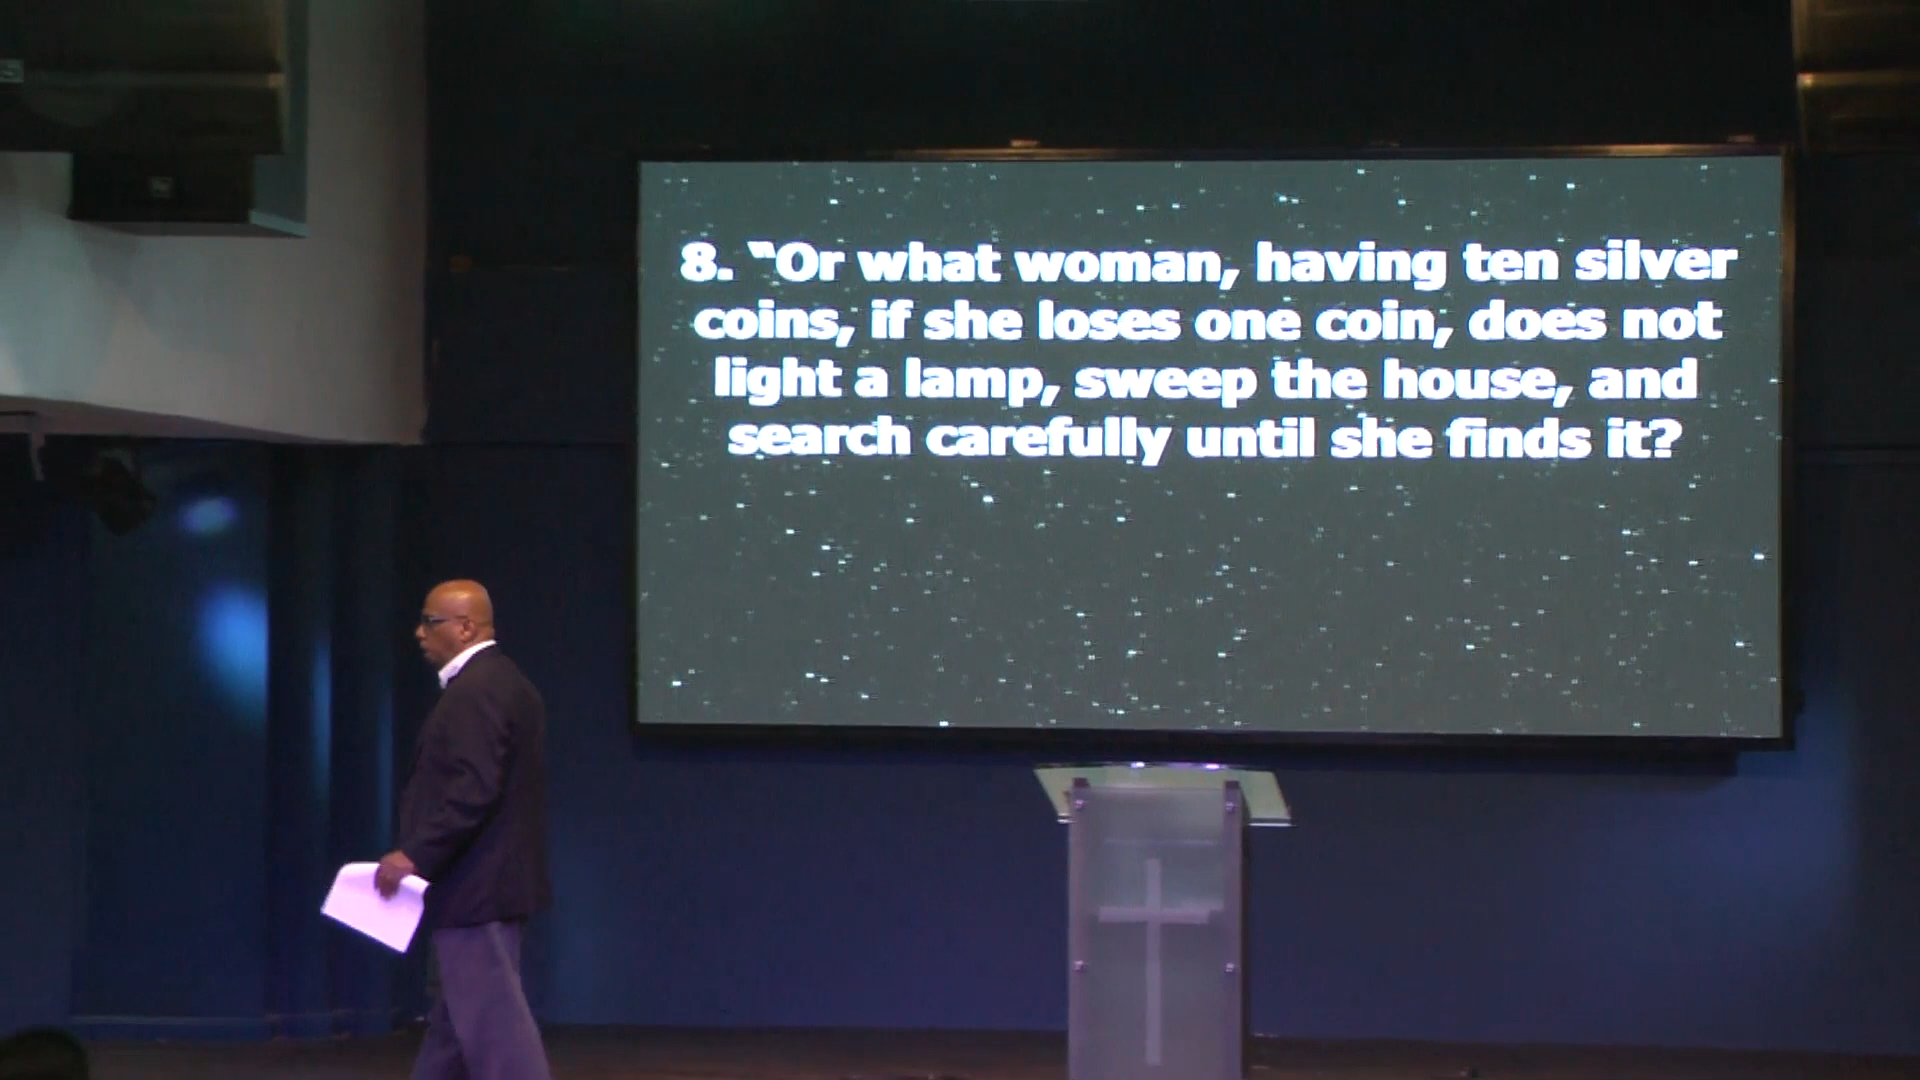 8. “Or what woman, having ten silver
coins, if she loses one coin, does not
light a lamp, sweep the house, and
search carefully until she finds it?